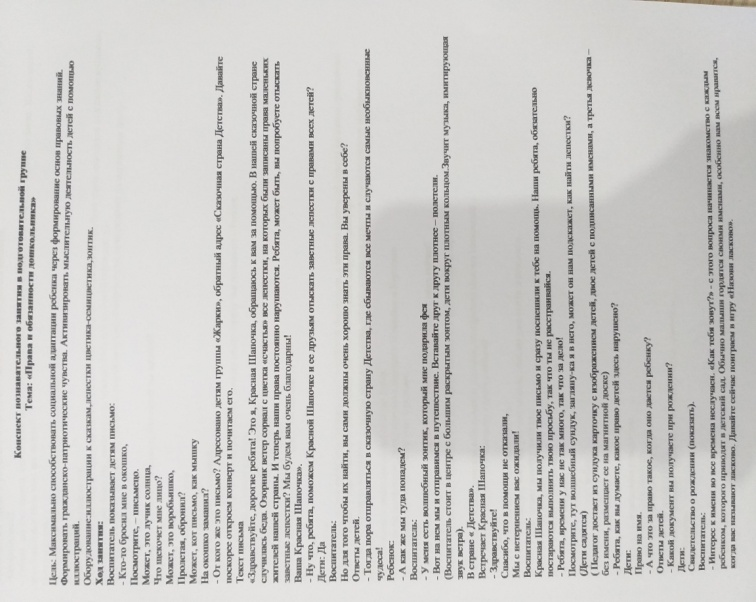 Конспект познавательного занятия в подготовительной группе
Тема: «Права и обязанности дошкольника»
Цель: Максимально способствовать социальной адаптации ребенка через формирование основ правовых знаний.
Формировать гражданско-патриотические чувства. Активизировать мыслительную деятельность детей с помощью
иллюстраций.
Оборудование:иллюстрации к сказкам,лепестки цветика-семицветика,зонтик.
Ход занятия:
Воспитатель показывает детям письмо:
- Кто-то бросил мне в окошко,
Посмотрите, – письмецо.
Может, это лучик солнца,
Что щекочет мне лицо?
Может, это воробьишко,
Пролетая, обронил?
Может, кот письмо, как мышку
На окошко заманил?
- От кого же это письмо? Адресовано детям группы «Жарки», обратный адрес «Сказочная страна Детства». Давайте
поскорее откроем конверт и почитаем его.
Текст письма
«Здравствуйте, дорогие ребята! Это я, Красная Шапочка, обращаюсь к вам за помощью. В нашей сказочной стране
случилась беда. Озорник ветер сорвал с цветка «счастья» все лепестки, на которых были записаны права маленьких
жителей нашей страны. И теперь наши права постоянно нарушаются. Ребята, может быть, вы попробуете отыскать
заветные лепестки? Мы будем вам очень благодарны!
Ваша Красная Шапочка».
- Ну что, ребята, поможем Красной Шапочке и ее друзьям отыскать заветные лепестки с правами всех детей?
Дети: Да
Воспитатель:
Но для того чтобы их найти, вы сами должны очень хорошо знать эти права. Вы уверены в себе?
Ответы детей.
- Тогда пора отправляться в сказочную страну Детства, где сбываются все мечты и случаются самые необыкновенные
чудеса.
Ребенок:
- А как же мы туда попадем?
Воспитатель:
- У меня есть волшебный зонтик, который мне подарила фея
- Вот на нем мы и отправимся в путешествие. Вставайте друг к другу плотнее – полетели.
(Воспитатель стоит в центре с большим раскрытым зонтом, дети вокруг плотным кольцом.Звучит музыка, имитирующая
звук ветра).
В стране « Детства».
Встречает Красная Шапочка:
- Здравствуйте!
Спасибо, что в помощи не отказали,
Мы с нетерпением вас ожидали!
Воспитатель:
Красная Шапочка, мы получили твое письмо и сразу поспешили к тебе на помощь. Наши ребята, обязательно
постараются выполнить твою просьбу, так что ты не расстраивайся.
- Ребята, времени у нас не так много, так что за дело!
Посмотрите, тут волшебный сундук, загляну-ка я в него, может он нам подскажет, как найти лепестки?
(Дети садятся)
( Педагог достает из сундука карточку с изображением детей, двое детей с подписанными именами, а третья девочка –
без имени, размещает ее на магнитной доске)
- Ребята, как вы думаете, какое право детей здесь нарушено?
Дети:
Право на имя.
- А что это за право такое, когда оно дается ребенку?
Ответы детей.
- Какой документ вы получаете при рождении?
Дети:
Свидетельство о рождении (показать).
Воспитатель:
- Интерес к имени во все времена неслучаен. «Как тебя зовут?» - с этого вопроса начинается знакомство с каждым
ребенком, которого приводят в детский сад. Обычно малыши гордятся своими именами, особенно нам всем нравится,
когда нас называют ласково. Давайте сейчас поиграем в игру «Назови ласково».